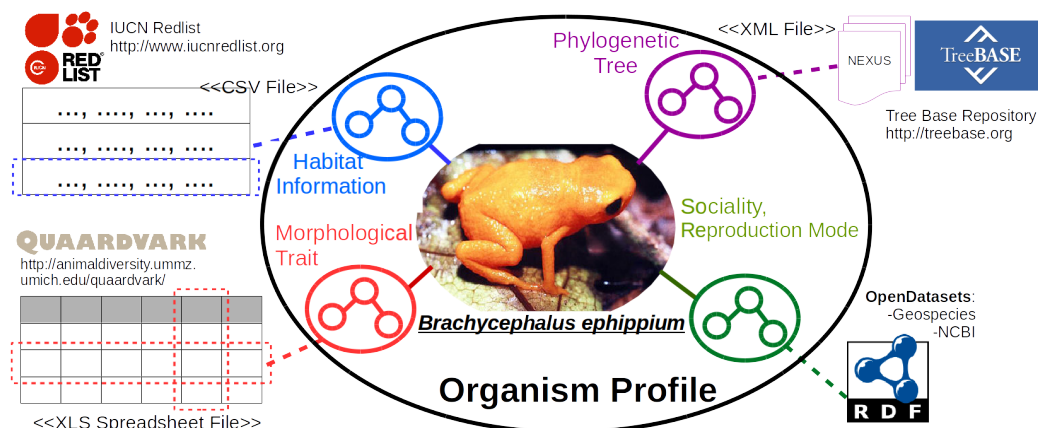 IUCN Redlist
http://www.iucnredlist.org
IUCN
RED
LIST
<<CSV File>>
..., ...., ..., ....
..., ...., ..., ....
..., ...., ..., ....
Habitat
Information
Phylogenetic
Tree
<<XML File>>
NEXUS
TreeBASE
Tree Base Repository
http://treebase.org
QUAARDVARK
http://animaldiversity.ummz.
umich.edu/quaardvark/
<<XLS Spreadsheet File>>
Morphological
Trait
Sociality,
Reproduction Mode
Brachycephalus ephippium
Organism Profile
OpenDatasets:
-Geospecies
-NCBI
RDF